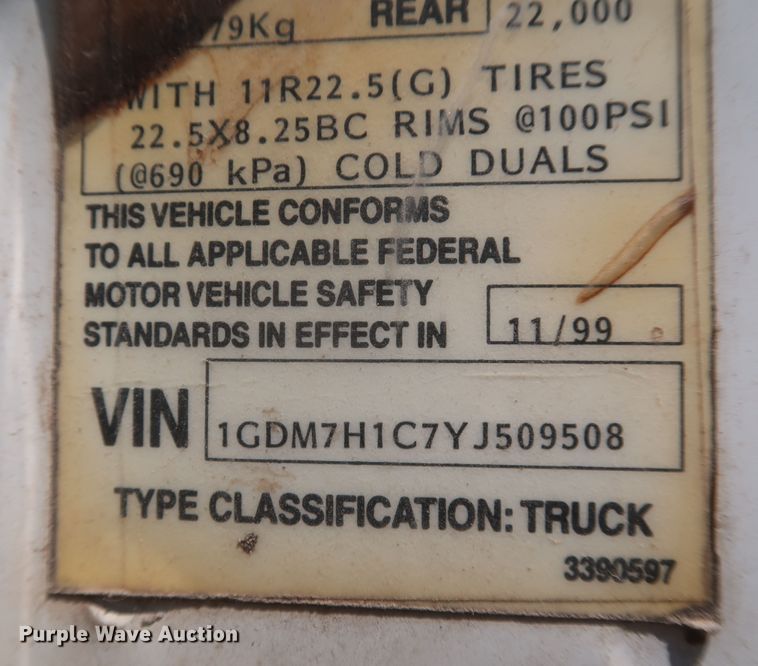 79Kg REAR 22,000
WITH 11R22.5(G) TIRES
22.5X8.25BC RIMS @100PSI
(@690 kPa) COLD DUALS
THIS VEHICLE CONFORMS
TO ALL APPLICABLE FEDERAL
MOTOR VEHICLE SAFETY
STANDARDS IN EFFECT IN 11/99
VIN 1GDM7H1C7YJ509508
TYPE CLASSIFICATION: TRUCK
3390597
Purple Wave Auction